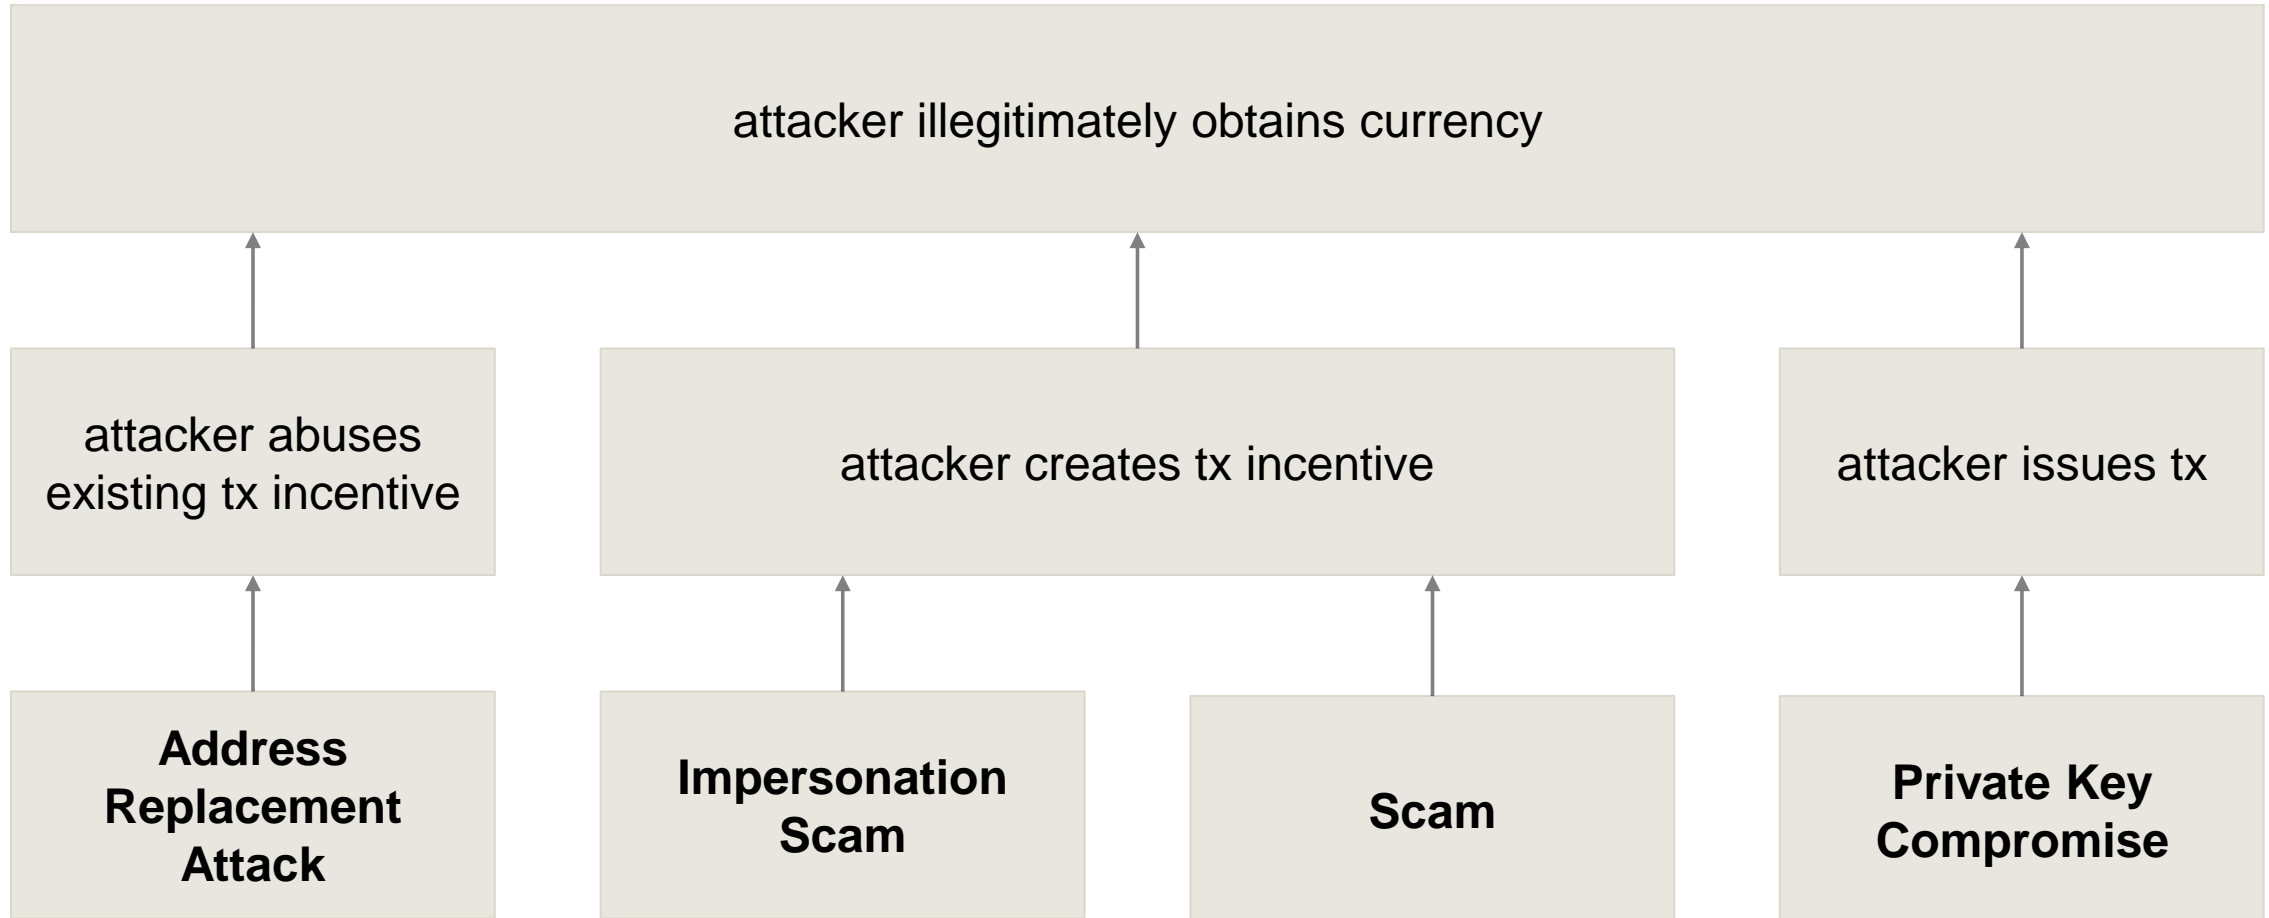 attacker illegitimately obtains currency
attacker abuses
existing tx incentive
attacker creates tx incentive
attacker issues tx
Address
Replacement
Attack
Impersonation
Scam
Scam
Private Key
Compromise